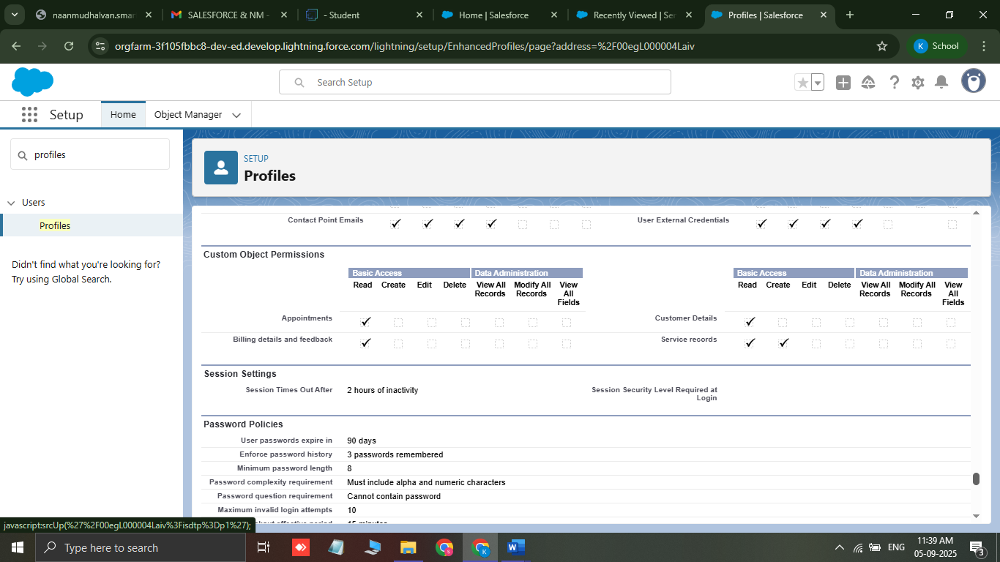 naanmudhalvan.smar
SALESFORCE & NM -
- Student
Home | Salesforce
Recently Viewed | Ser
Profiles | Salesforce
orgfarm-3f105fbbc8-dev-ed.develop.lightning.force.com/lightning/setup/EnhancedProfiles/page?address=%2F00egL000004Laiv
K School
Search Setup
Setup
Home
Object Manager
profiles
Users
Profiles
Didn't find what you're looking for?
Try using Global Search.
SETUP
Profiles
Contact Point Emails
User External Credentials
Custom Object Permissions
Basic Access Data Administration
Read Create Edit Delete View All Records Modify All Records View All Fields
Basic Access Data Administration
Read Create Edit Delete View All Records Modify All Records View All Fields
Appointments
Customer Details
Billing details and feedback
Service records
Session Settings
Session Times Out After 2 hours of inactivity
Session Security Level Required at
Login
Password Policies
User passwords expire in 90 days
Enforce password history 3 passwords remembered
Minimum password length 8
Password complexity requirement Must include alpha and numeric characters
Password question requirement Cannot contain password
Maximum invalid login attempts 10
javascript:srcUp(%27%2F00egL000004Laiv%3Fisdtp%3Dp1%27);
Type here to search
ENG
11:39 AM
05-09-2025
3